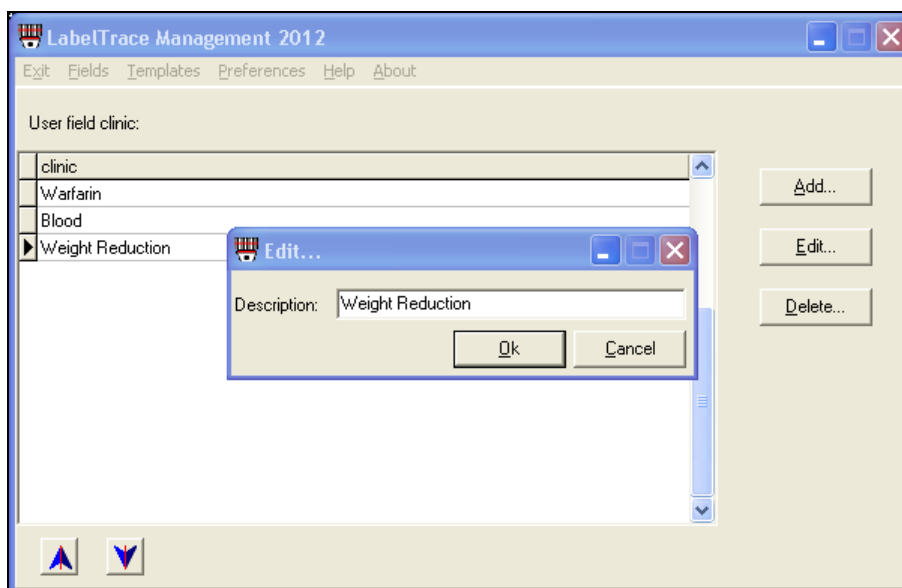 LabelTrace Management 2012
Exit Fields Templates Preferences Help About
User field clinic:
clinic
Warfarin
Blood
Weight Reduction
Add...
Edit...
Delete...
Edit...
Description: Weight Reduction
Ok Cancel